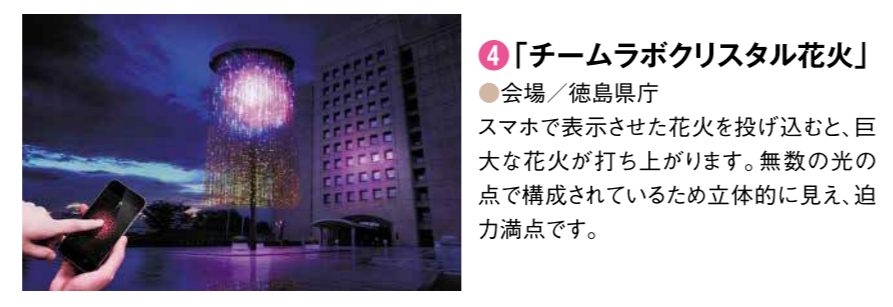 ❹「チームラボクリスタル花火」
●会場／徳島県庁
スマホで表示させた花火を投げ込むと、巨
大な花火が打ち上がります。無数の光の
点で構成されているため立体的に見え、迫
力満点です。